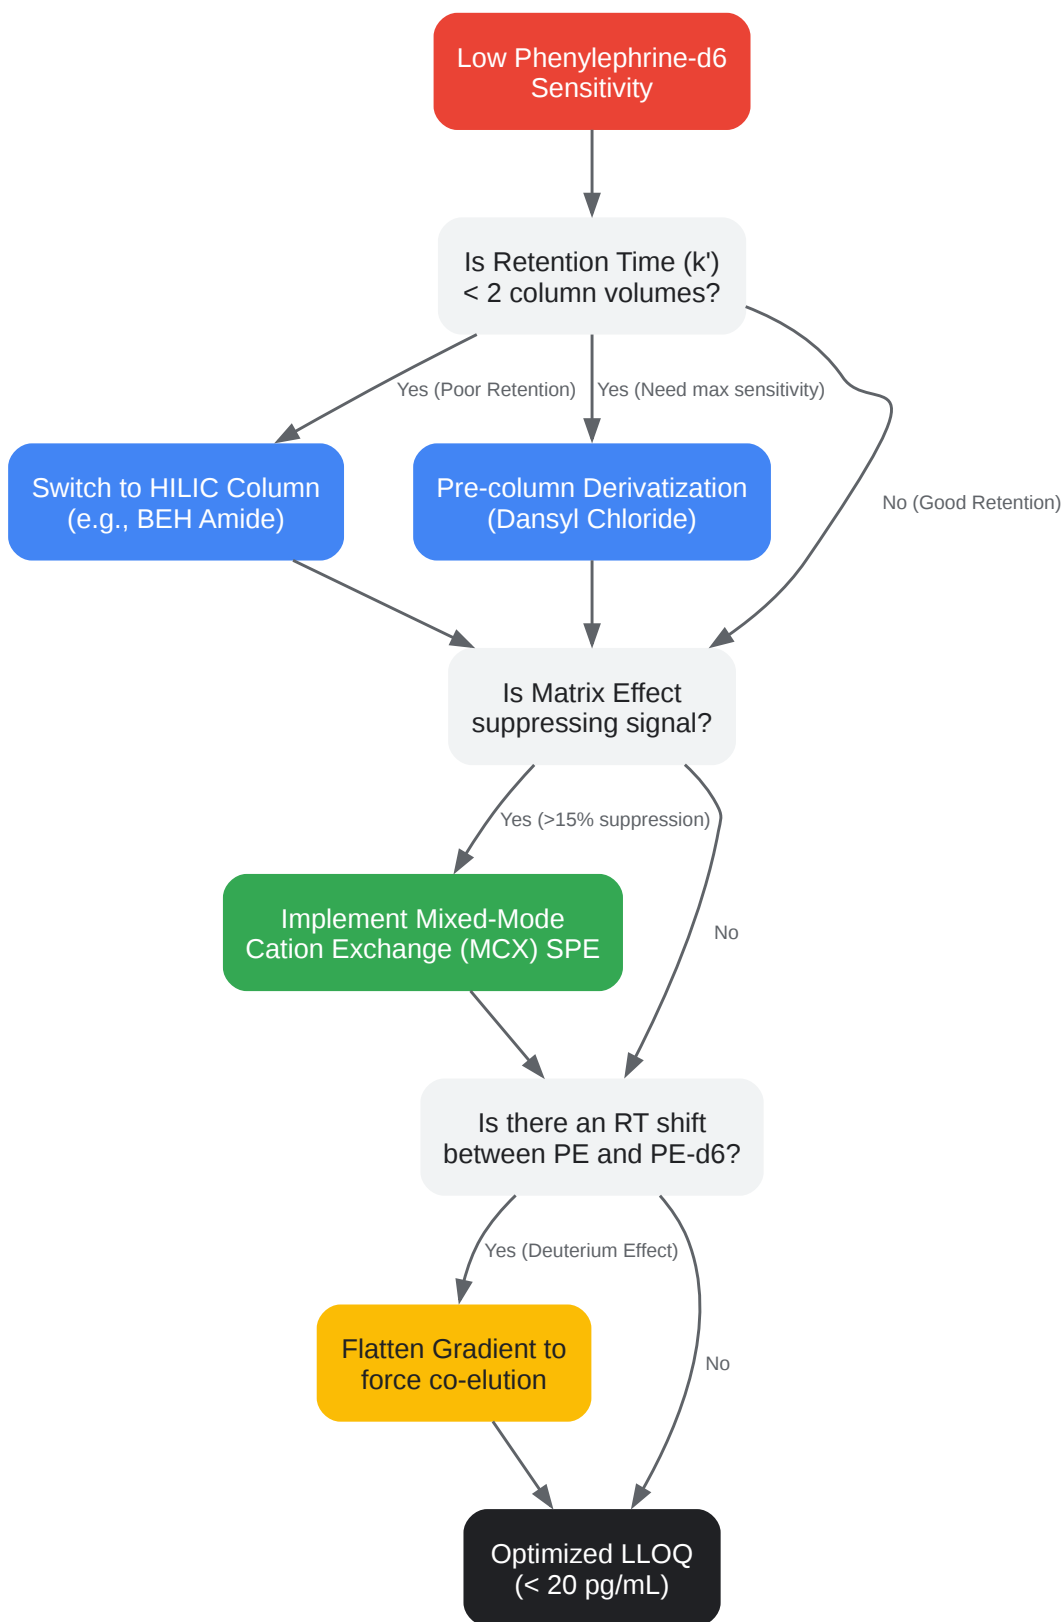 Low Phenylephrine-d6
Sensitivity
Is Retention Time (k')
< 2 column volumes?
Yes (Poor Retention)
Yes (Need max sensitivity)
Switch to HILIC Column
(e.g., BEH Amide)
Pre-column Derivatization
(Dansyl Chloride)
No (Good Retention)
Is Matrix Effect
suppressing signal?
Yes (>15% suppression)
Implement Mixed-Mode
Cation Exchange (MCX) SPE
No
Is there an RT shift
between PE and PE-d6?
Yes (Deuterium Effect)
Flatten Gradient to
force co-elution
No
Optimized LLOQ
(< 20 pg/mL)